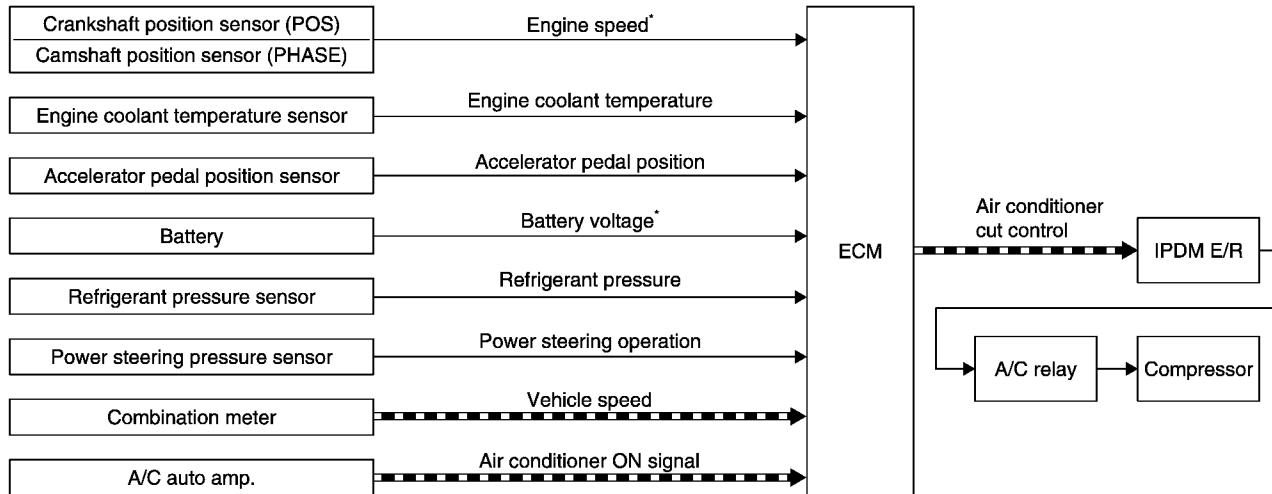 Crankshaft position sensor (POS)
Camshaft position sensor (PHASE)
Engine speed*
Engine coolant temperature sensor
Engine coolant temperature
Accelerator pedal position sensor
Accelerator pedal position
Battery
Battery voltage*
Refrigerant pressure sensor
Refrigerant pressure
Power steering pressure sensor
Power steering operation
Combination meter
Vehicle speed
A/C auto amp.
Air conditioner ON signal
ECM
Air conditioner
cut control
IPDM E/R
A/C relay
Compressor